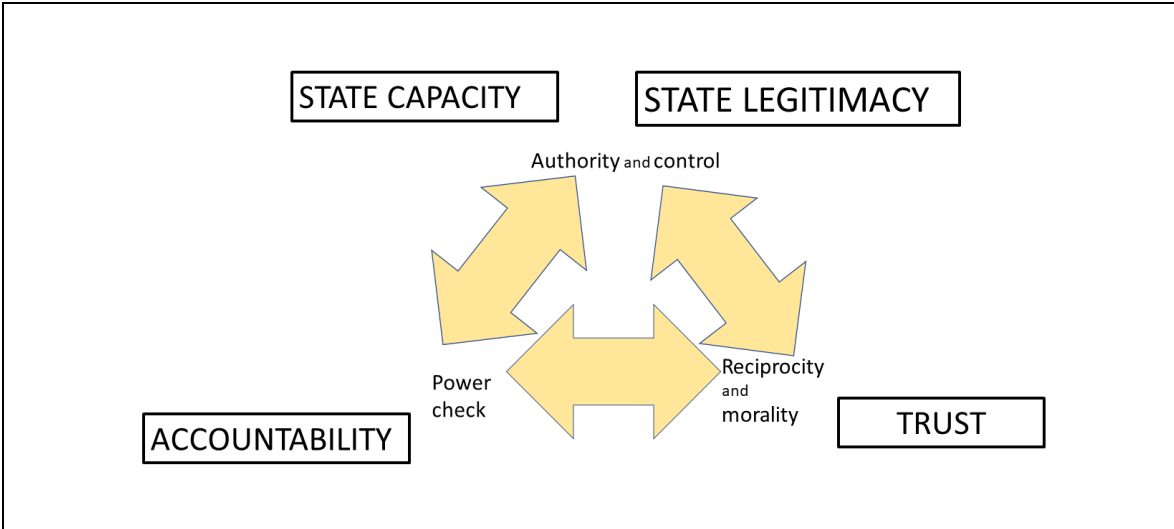 STATE CAPACITY
STATE LEGITIMACY
Authority and control
Power
check
Reciprocity
and
morality
ACCOUNTABILITY
TRUST